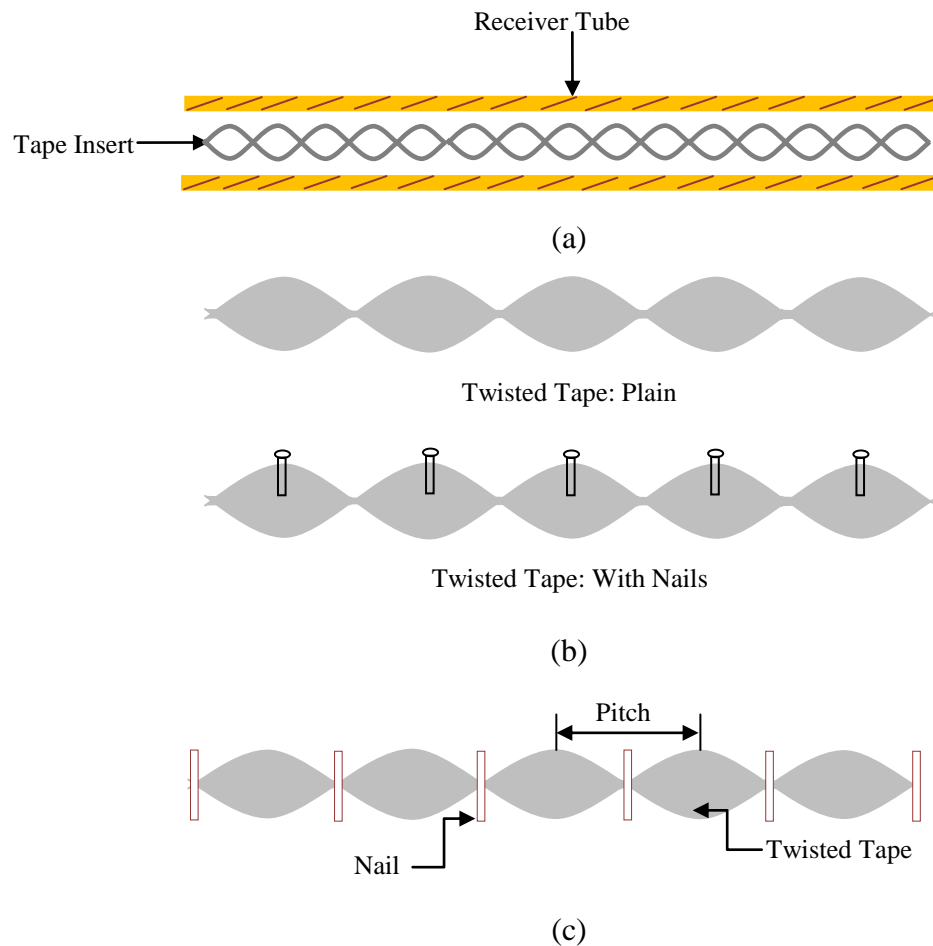 Receiver Tube
Tape Insert
(a)
Twisted Tape: Plain
Twisted Tape: With Nails
(b)
Pitch
Nail
Twisted Tape
(c)